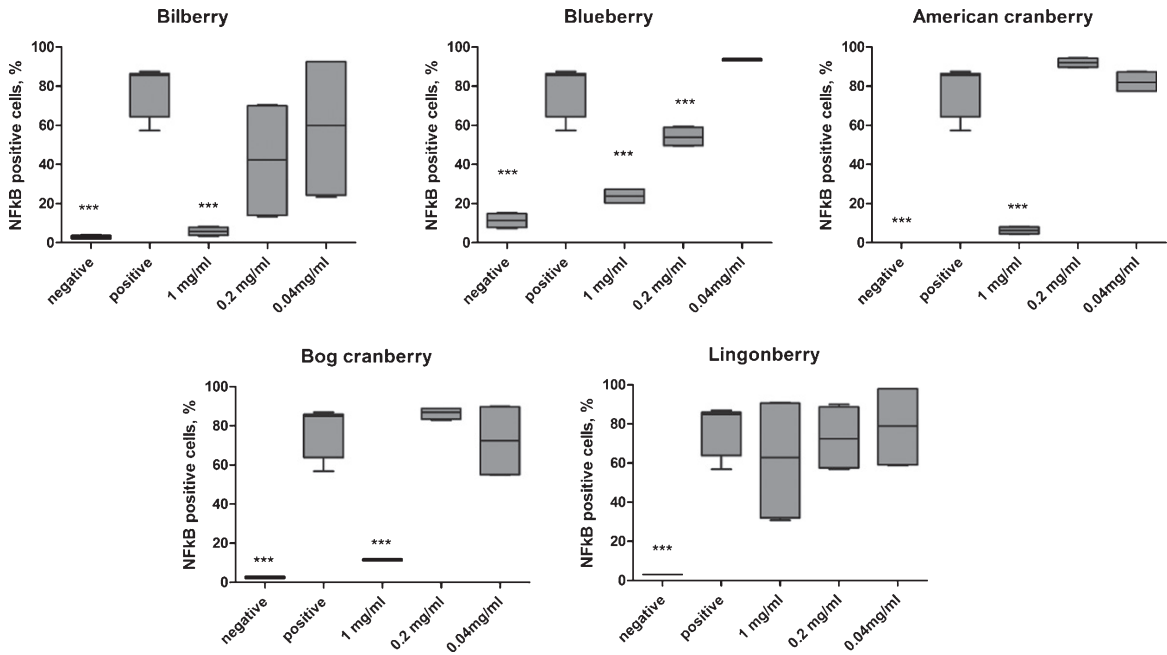 Bilberry
NFkB positive cells, %
100
80
60
40
20
0
***
***
negative
positive
1 mg/ml
0.2 mg/ml
0.04mg/ml
Blueberry
NFkB positive cells, %
100
80
60
40
20
0
***
***
***
negative
positive
1 mg/ml
0.2 mg/ml
0.04mg/ml
American cranberry
NFkB positive cells, %
100
80
60
40
20
0
***
***
negative
positive
1 mg/ml
0.2 mg/ml
0.04mg/ml
Bog cranberry
NFkB positive cells, %
100
80
60
40
20
0
***
***
negative
positive
1 mg/ml
0.2 mg/ml
0.04mg/ml
Lingonberry
NFkB positive cells, %
100
80
60
40
20
0
***
negative
positive
1 mg/ml
0.2 mg/ml
0.04mg/ml